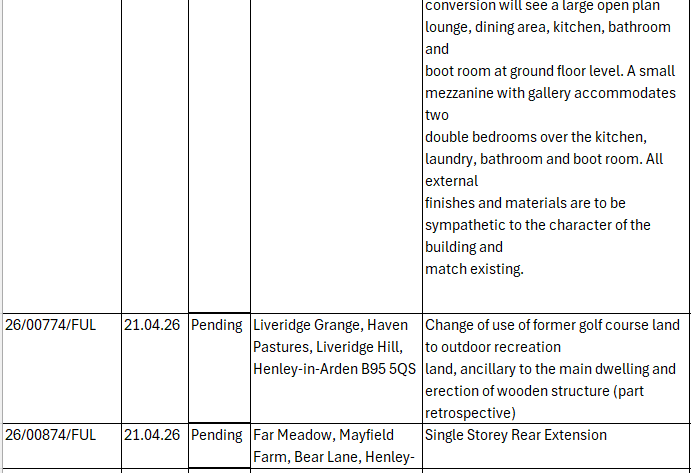 conversion will see a large open plan
lounge, dining area, kitchen, bathroom
and
boot room at ground floor level. A small
mezzanine with gallery accommodates
two
double bedrooms over the kitchen,
laundry, bathroom and boot room. All
external
finishes and materials are to be
sympathetic to the character of the
building and
match existing.
26/00774/FUL 21.04.26 Pending Liveridge Grange, Haven Change of use of former golf course land
Pastures, Liveridge Hill, to outdoor recreation
Henley-in-Arden B95 5QS land, ancillary to the main dwelling and
erection of wooden structure (part
retrospective)
26/00874/FUL 21.04.26 Pending Far Meadow, Mayfield Single Storey Rear Extension
Farm, Bear Lane, Henley-